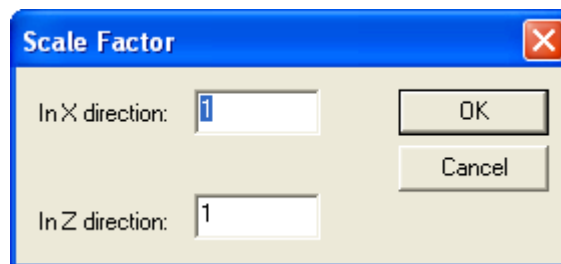 Scale Factor
In X direction: 1
OK
Cancel
In Z direction: 1